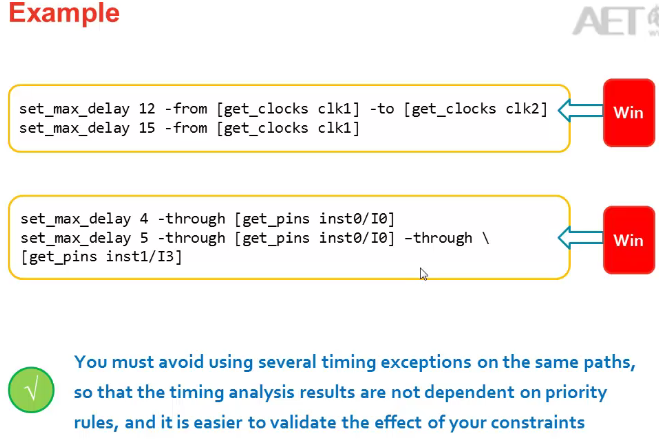 Example
AET
set_max_delay 12 -from [get_clocks clk1] -to [get_clocks clk2]
set_max_delay 15 -from [get_clocks clk1]
Win
set_max_delay 4 -through [get_pins inst0/I0]
set_max_delay 5 -through [get_pins inst0/I0] –through \
[get_pins inst1/I3]
Win
√
You must avoid using several timing exceptions on the same paths,
so that the timing analysis results are not dependent on priority
rules, and it is easier to validate the effect of your constraints